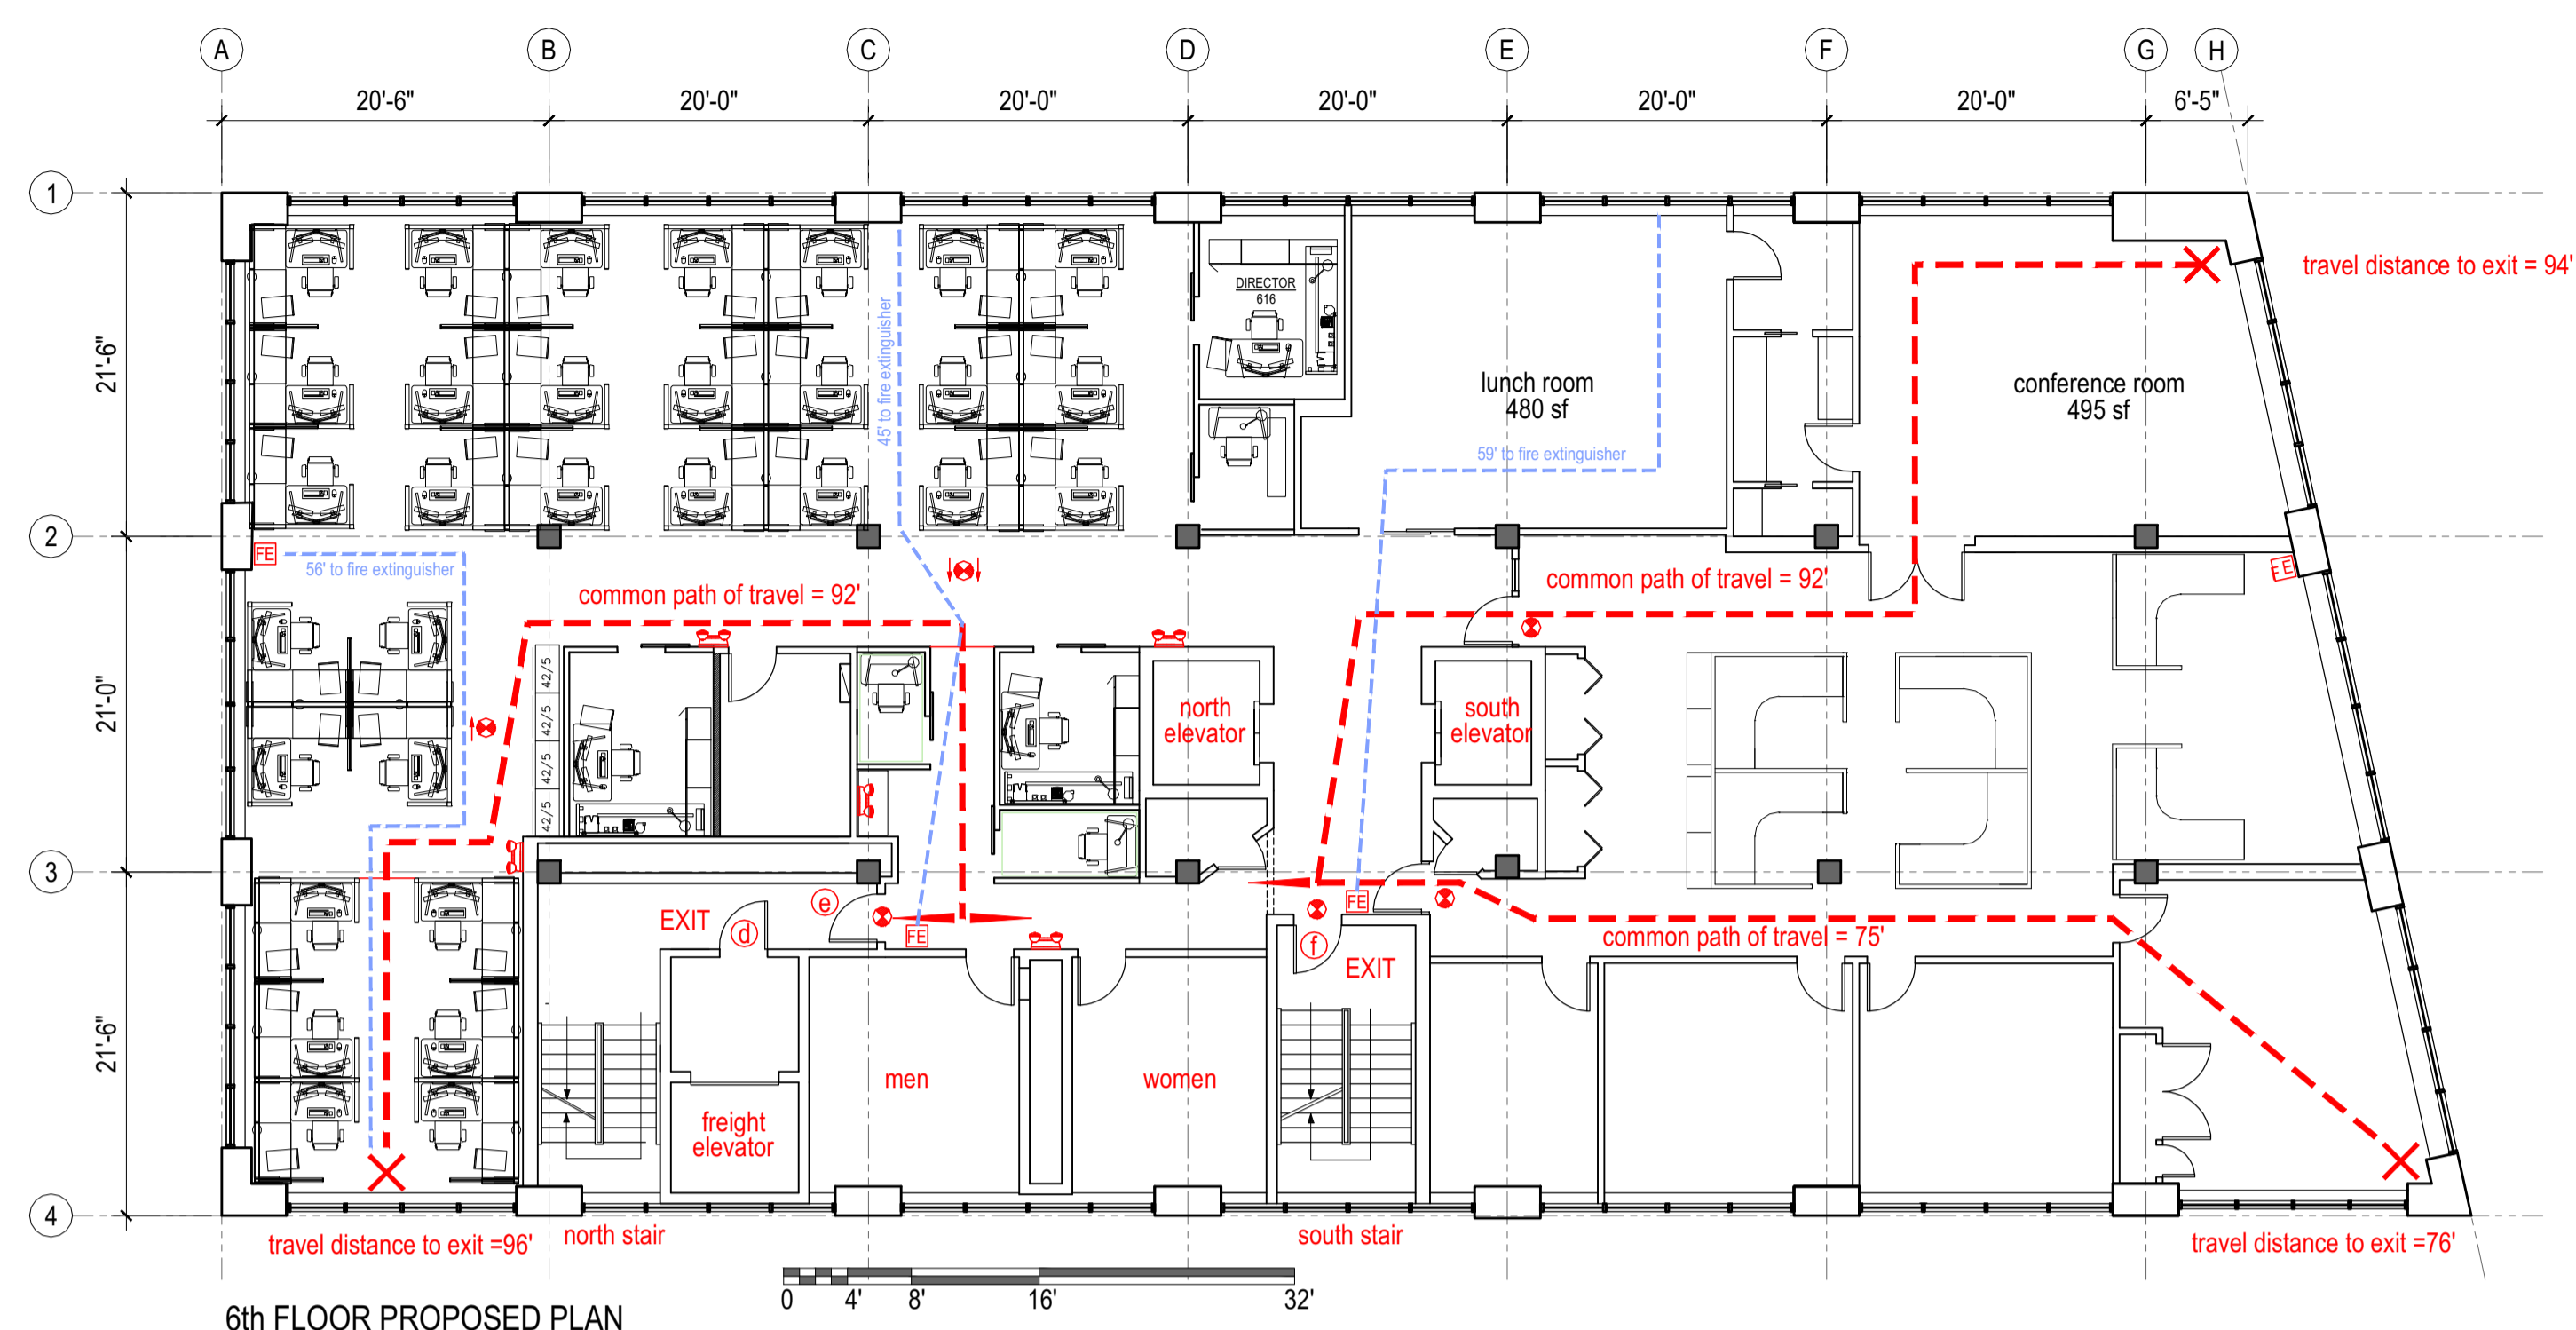 A B C D E F G H
20'-6" 20'-0" 20'-0" 20'-0" 20'-0" 20'-0" 6'-5"
1
travel distance to exit = 94'
DIRECTOR
616
45' to fire extinguisher
21'-6"
lunch room
480 sf
conference room
495 sf
59' to fire extinguisher
2
FE
56' to fire extinguisher
FE
common path of travel = 92'
common path of travel = 92'
21'-0"
42/5
42/5
42/5
42/5
north
elevator
south
elevator
3
e
FE
EXIT
d
FE
f
common path of travel = 75'
EXIT
21'-6"
men
women
freight
elevator
4
travel distance to exit =96'
north stair
south stair
travel distance to exit =76'
0 4' 8' 16' 32'
6th FLOOR PROPOSED PLAN